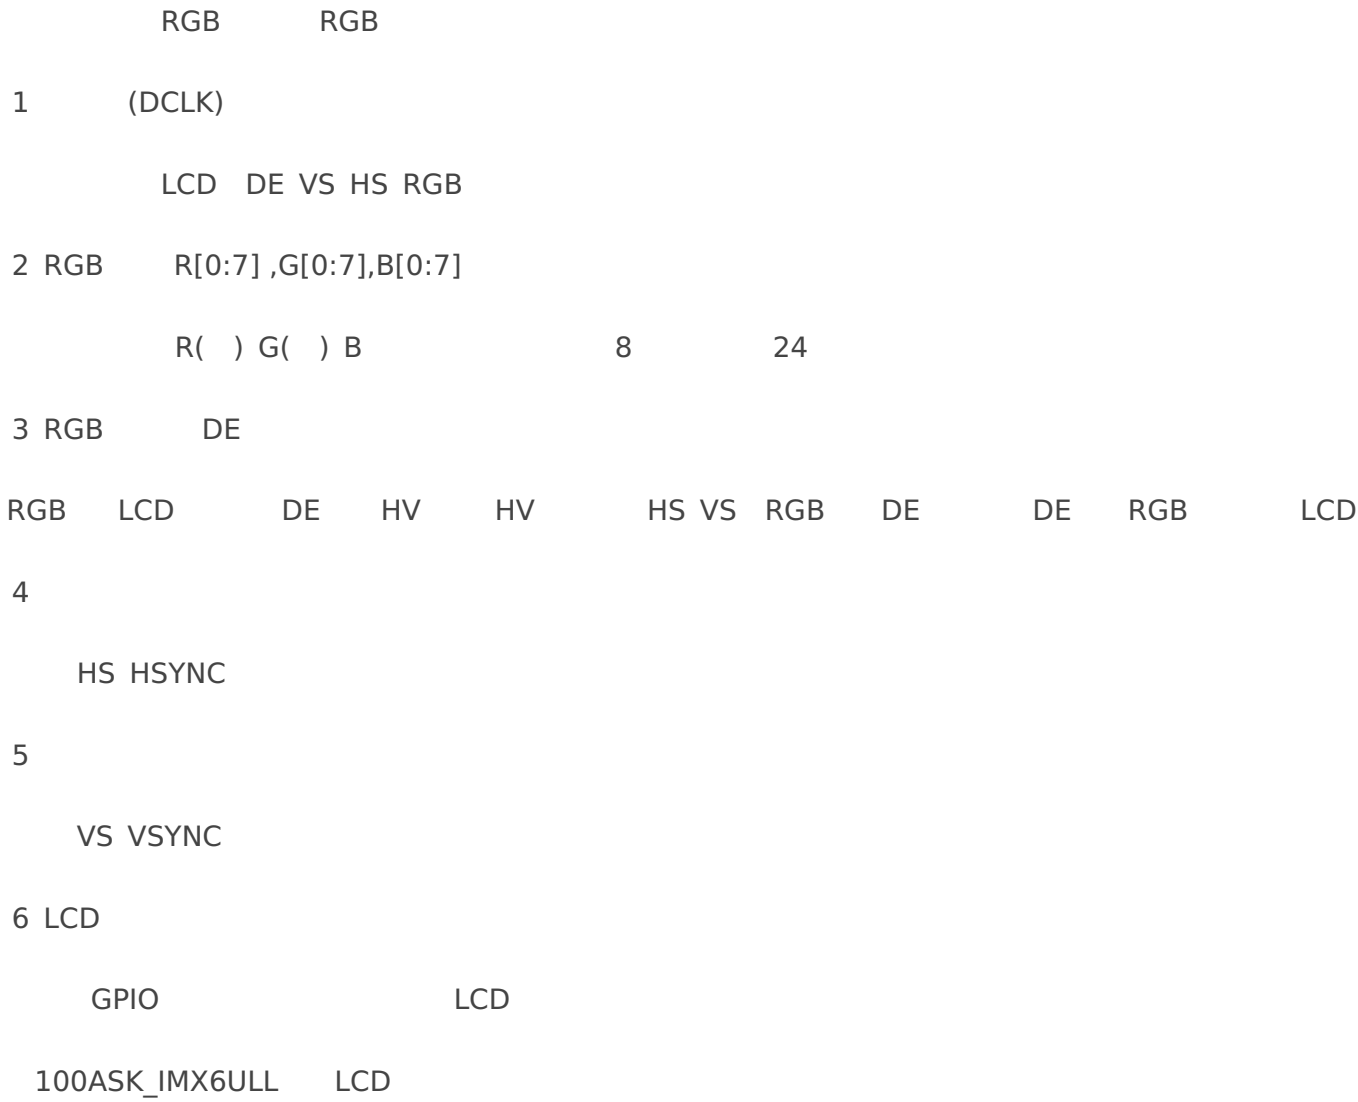 RGB RGB
1 (DCLK)
LCD DE VS HS RGB
2 RGB R[0:7] ,G[0:7],B[0:7]
R( ) G( ) B 8 24
3 RGB DE
RGB LCD DE HV HV HS VS RGB DE DE RGB LCD
4
HS HSYNC
5
VS VSYNC
6 LCD
GPIO LCD
100ASK_IMX6ULL LCD